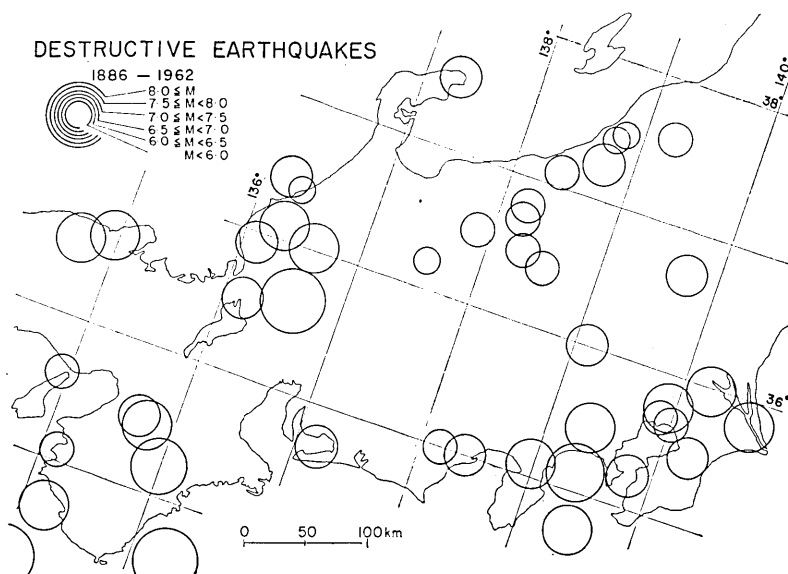 DESTRUCTIVE EARTHQUAKES
1886 — 1962
8.0 ≦ M
7.5 ≦ M < 8.0
7.0 ≦ M < 7.5
6.5 ≦ M < 7.0
6.0 ≦ M < 6.5
M < 6.0
138°
140°
38°
136°
36°
0 50 100km